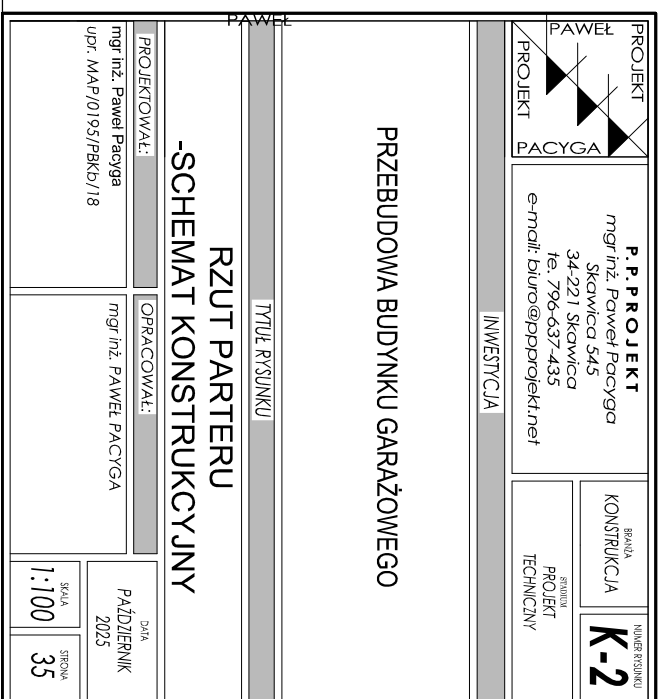 PROJEKT
PAWEŁ
PROJEKT
PACYGA
P.P.PROJEKT
mgr inż. Paweł Pacyga
Skawica 545
34-221 Skawica
te. 796-637-435
e-mail: biuro@ppprojekt.net
BRANŻA
KONSTRUKCJA
NUMER RYSUNKU
K-2
STADIUM
PROJEKT
TECHNICZNY
INWESTYCJA
PRZEBUDOWA BUDYNKU GARAŻOWEGO
TYTUŁ RYSUNKU
RZUT PARTERU
-SCHEMAT KONSTRUKCYJNY
PROJEKTOWAŁ:
mgr inż. Paweł Pacyga
upr. MAP/0195/PBKb/18
OPRACOWAŁ:
mgr inż. PAWEŁ PACYGA
DATA
PAŹDZIERNIK
2025
SKALA
1:100
STRONA
35
PAWEŁ